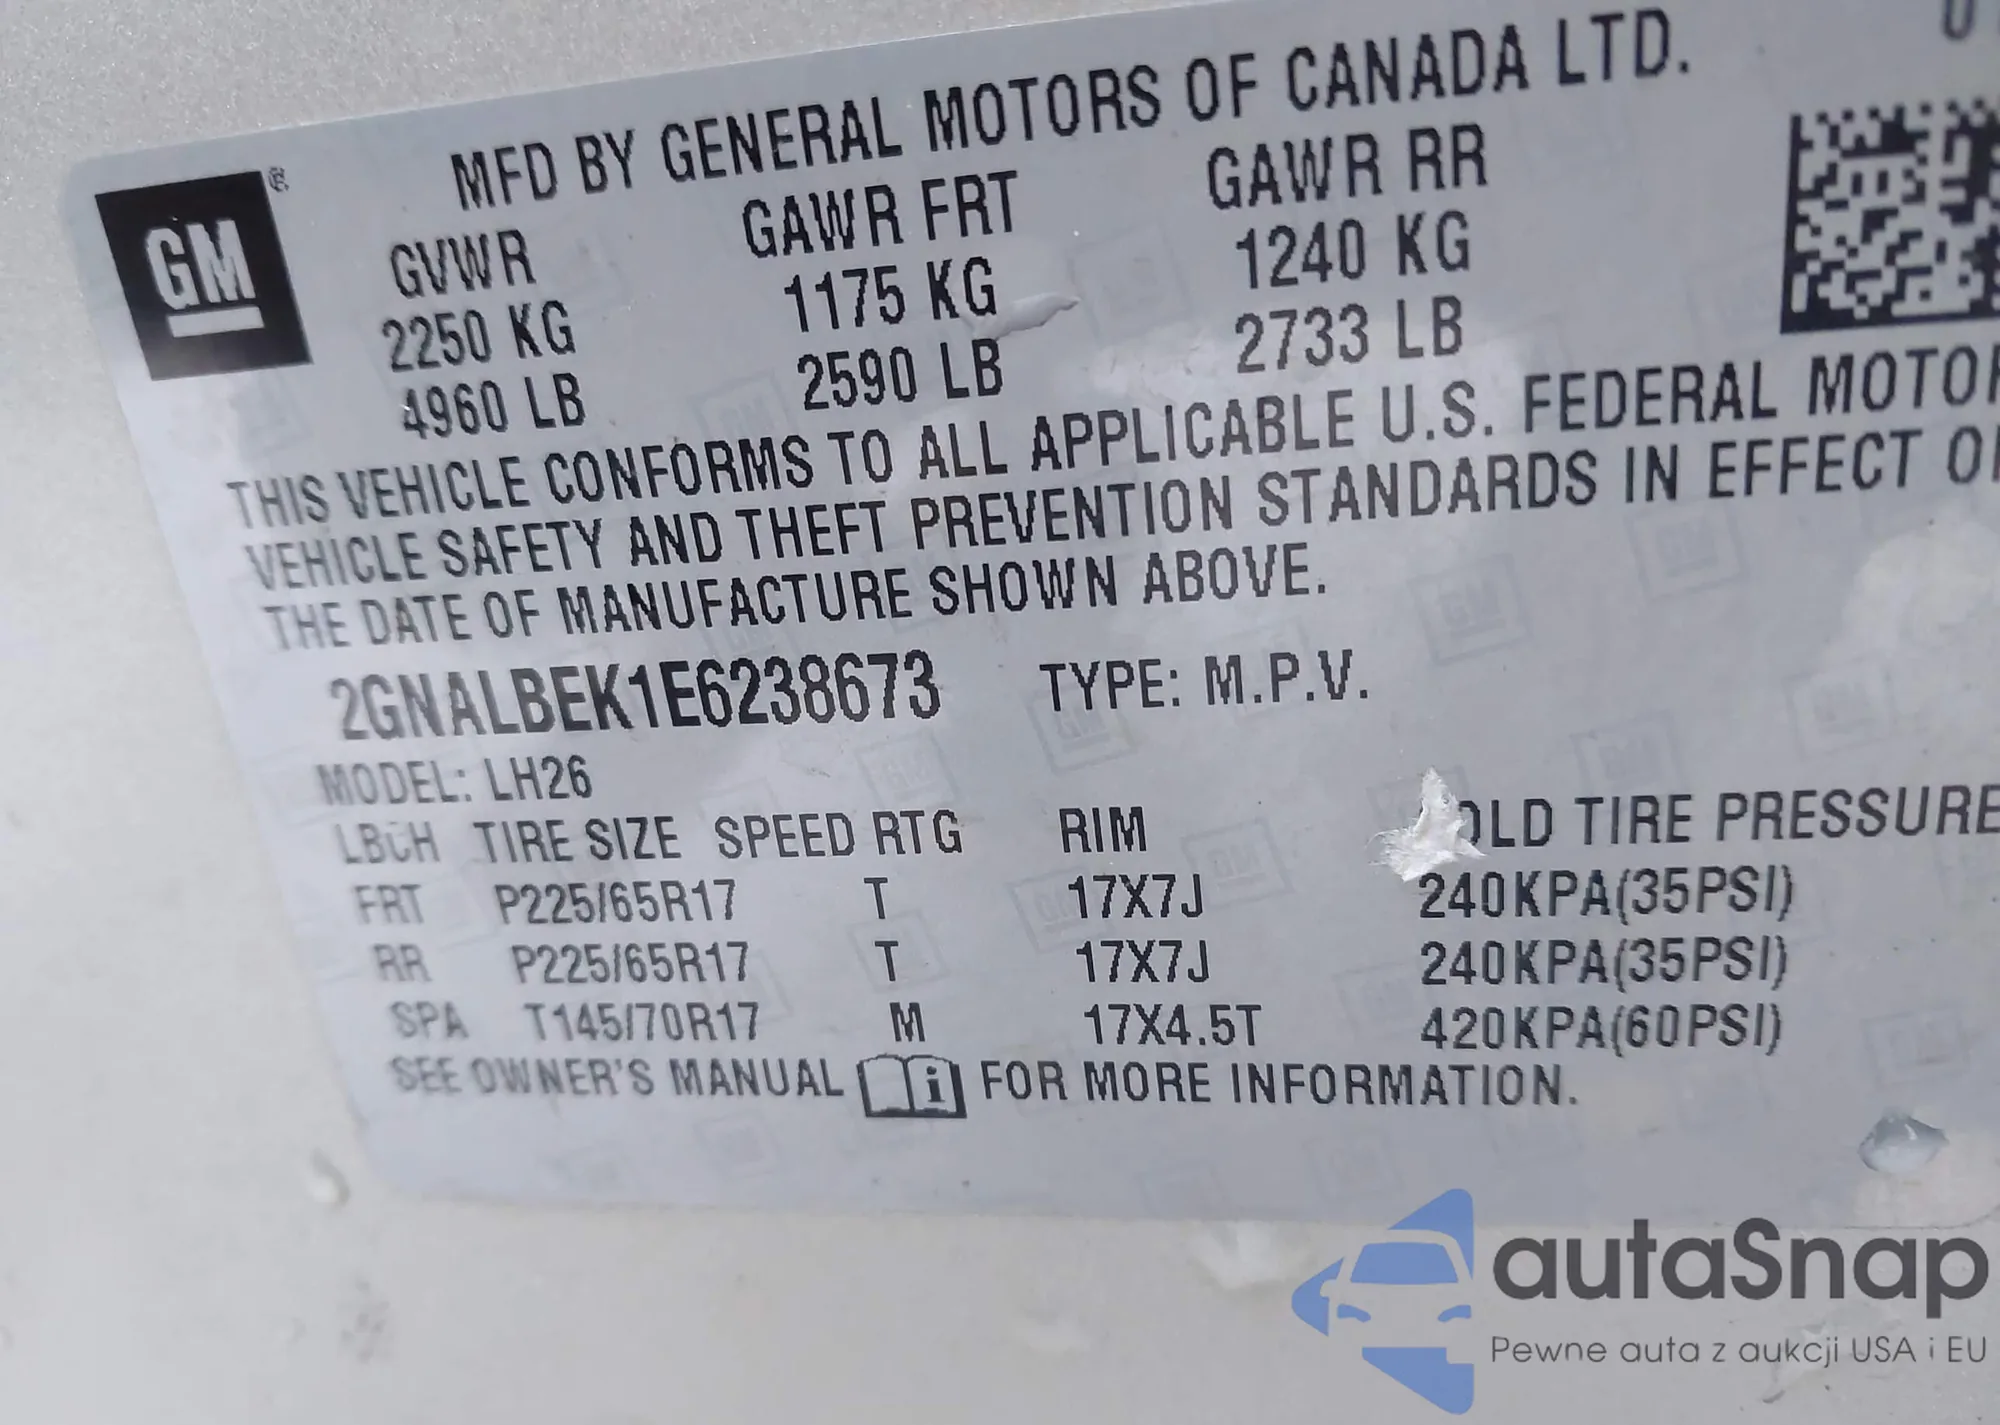 MFD BY GENERAL MOTORS OF CANADA LTD.
GM ®
GVWR GAWR FRT GAWR RR
2250 KG 1175 KG 1240 KG
4960 LB 2590 LB 2733 LB
THIS VEHICLE CONFORMS TO ALL APPLICABLE U.S. FEDERAL MOTOR
VEHICLE SAFETY AND THEFT PREVENTION STANDARDS IN EFFECT
THE DATE OF MANUFACTURE SHOWN ABOVE.
2GNALBEK1E6238673 TYPE: M.P.V.
MODEL: LH26
TIRE SIZE SPEED RTG RIM OLD TIRE PRESSURE
FRT P225/65R17 T 17X7J 240KPA(35PSI)
RR P225/65R17 T 17X7J 240KPA(35PSI)
SPA T145/70R17 M 17X4.5T 420KPA(60PSI)
SEE OWNER'S MANUAL i FOR MORE INFORMATION.
autaSnap
Pewne auta z aukcji USA i EU